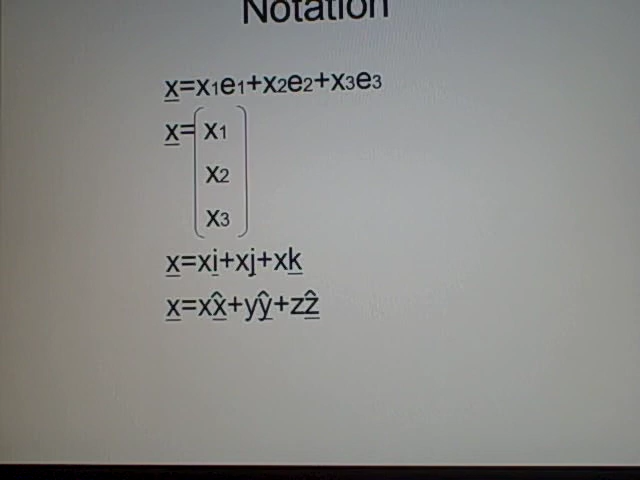 Notation
x̲=x₁e₁+x₂e₂+x₃e₃
x̲=(x₁
x₂
x₃)
x̲=xi̲+xj̲+xk̲
x̲=xx̲̂+yŷ̲+zẑ̲